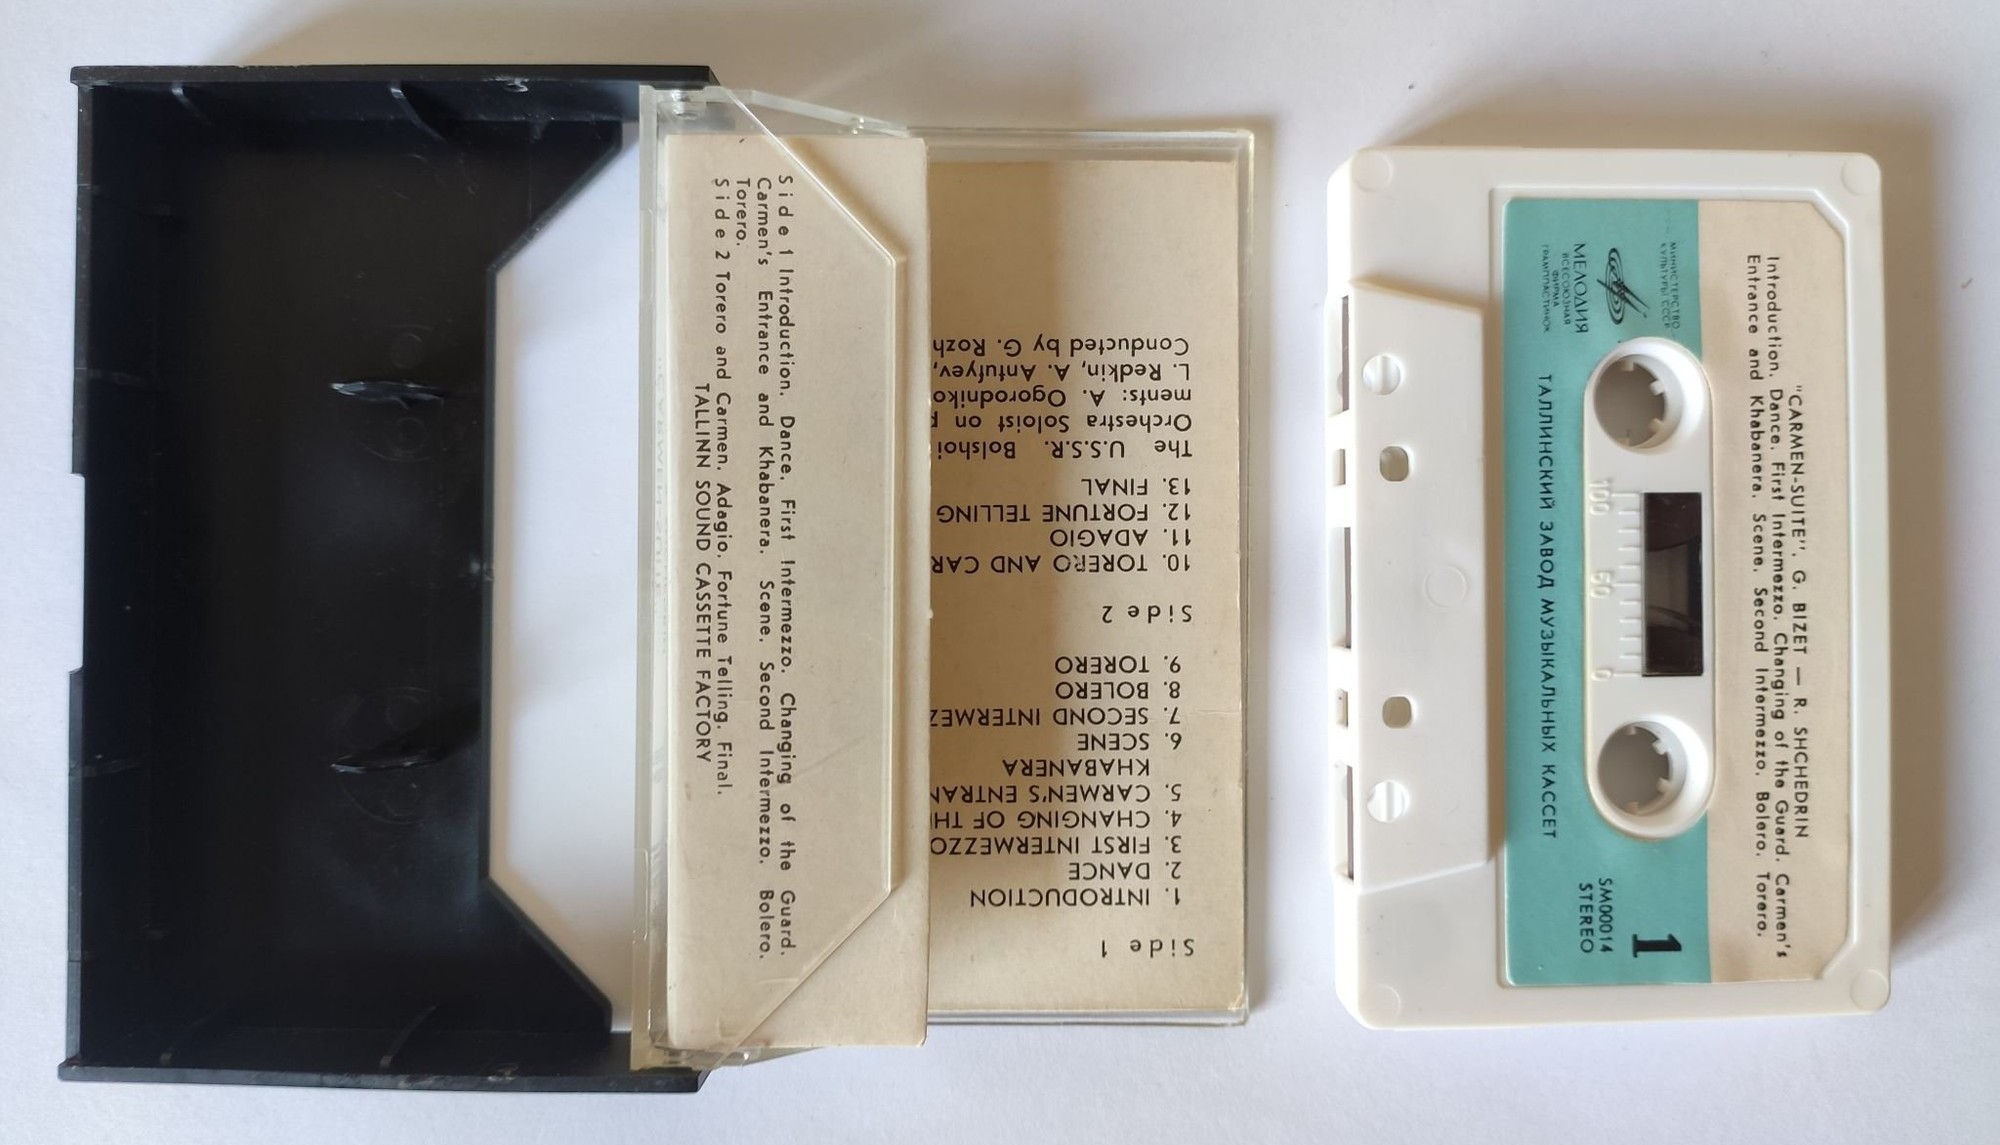 Side 1 Introduction. Dance. First Intermezzo. Changing of the Guard.
Carmen's Entrance and Khabanera. Scene. Second Intermezzo. Bolero.
Torero.
Side 2 Torero and Carmen. Adagio. Fortune Telling. Final.
TALLINN SOUND CASSETTE FACTORY
Side 1
1. INTRODUCTION
2. DANCE
3. FIRST INTERMEZZO
4. CHANGING OF THE
5. CARMEN'S ENTRAN
KHABANERA
6. SCENE
7. SECOND INTERMEZ
8. BOLERO
9. TORERO
Side 2
10. TORERO AND CAR
11. ADAGIO
12. FORTUNE TELLING
13. FINAL
The U.S.S.R. Bolshoi
Orchestra Soloist on p
ments: A. Ogorodniko
L. Redkin, A. Antufyev,
Conducted by G. Rozh
"CARMEN-SUITE". G. BIZET — R. SHCHEDRIN
Introduction. Dance. First Intermezzo. Changing of the Guard. Carmen's
Entrance and Khabanera. Scene. Second Intermezzo. Bolero. Torero.
МИНИСТЕРСТВО
КУЛЬТУРЫ СССР
МЕЛОДИЯ
ВСЕСОЮЗНАЯ
ФИРМА
ГРАМПЛАСТИНОК
100 50 0
1
SM00014
STEREO
ТАЛЛИНСКИЙ ЗАВОД МУЗЫКАЛЬНЫХ КАССЕТ